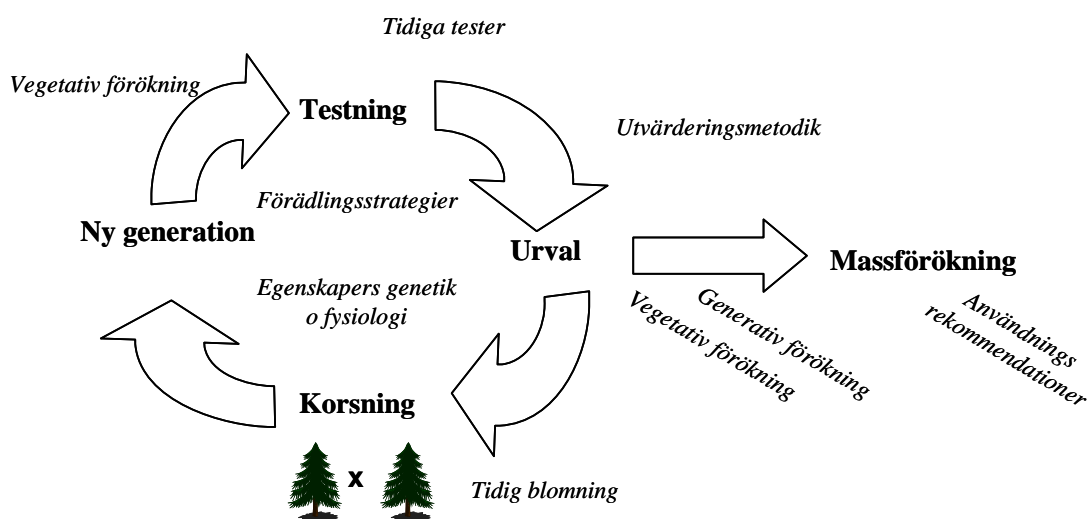 Tidiga tester
Vegetativ förökning
Testning
Utvärderingsmetodik
Förädlingsstrategier
Ny generation
Urval
Massförökning
Egenskapers genetik
o fysiologi
Generativ förökning
Vegetativ förökning
Användnings
rekommendationer
Korsning
x
Tidig blomning